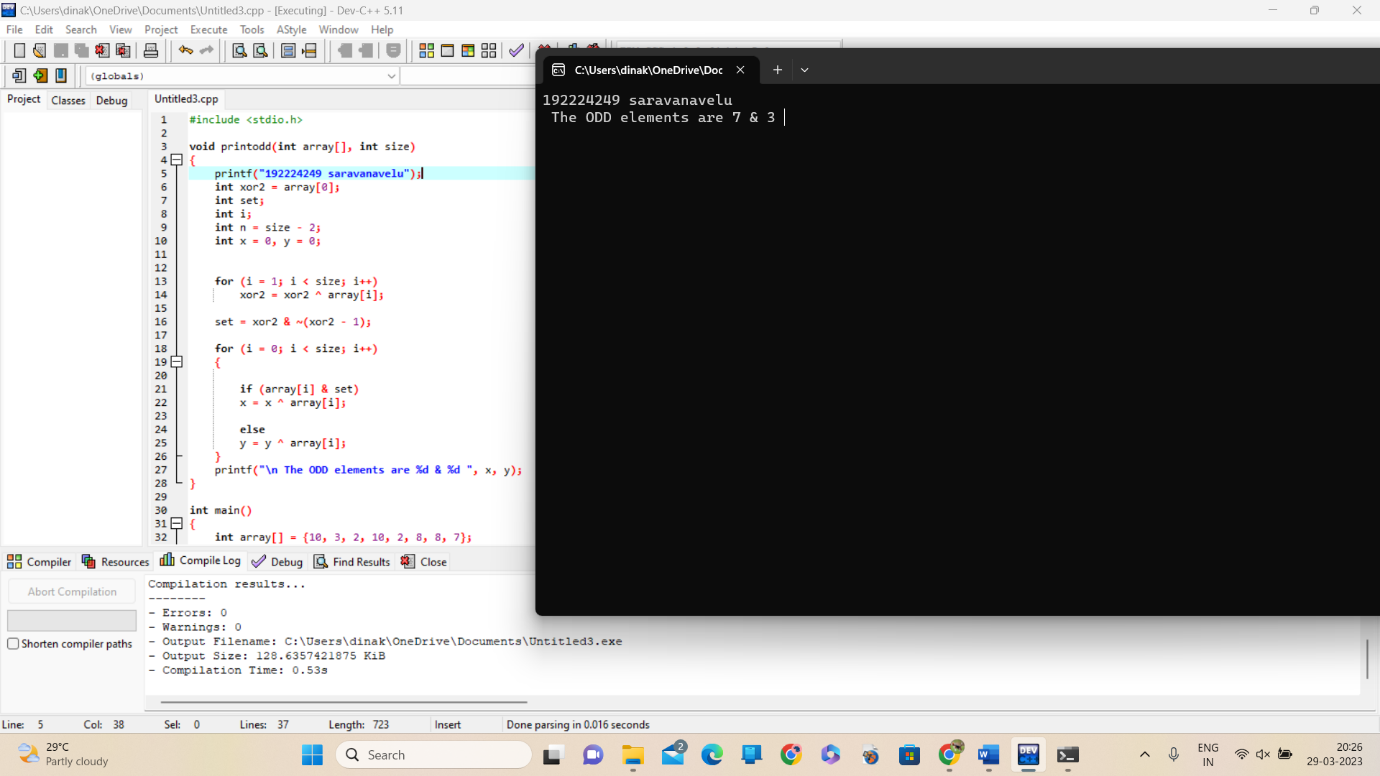 C:\Users\dinak\OneDrive\Documents\Untitled3.cpp - [Executing] - Dev-C++ 5.11
File Edit Search View Project Execute Tools AStyle Window Help
(globals)
Project Classes Debug
Untitled3.cpp
1 #include <stdio.h>
2
3 void printodd(int array[], int size)
4 {
5 printf("192224249 saravanavelu");
6 int xor2 = array[0];
7 int set;
8 int i;
9 int n = size - 2;
10 int x = 0, y = 0;
11
12
13 for (i = 1; i < size; i++)
14 xor2 = xor2 ^ array[i];
15
16 set = xor2 & ~(xor2 - 1);
17
18 for (i = 0; i < size; i++)
19 {
20
21 if (array[i] & set)
22 x = x ^ array[i];
23
24 else
25 y = y ^ array[i];
26 }
27 printf("\n The ODD elements are %d & %d ", x, y);
28 }
29
30 int main()
31 {
32 int array[] = {10, 3, 2, 10, 2, 8, 8, 7};
C:\Users\dinak\OneDrive\Doc
192224249 saravanavelu
The ODD elements are 7 & 3
Compiler Resources Compile Log Debug Find Results Close
Abort Compilation
Shorten compiler paths
Compilation results...
--------
- Errors: 0
- Warnings: 0
- Output Filename: C:\Users\dinak\OneDrive\Documents\Untitled3.exe
- Output Size: 128.6357421875 KiB
- Compilation Time: 0.53s
Line: 5 Col: 38 Sel: 0 Lines: 37 Length: 723 Insert Done parsing in 0.016 seconds
29°C
Partly cloudy
Search
2
DEV
ENG
IN
20:26
29-03-2023